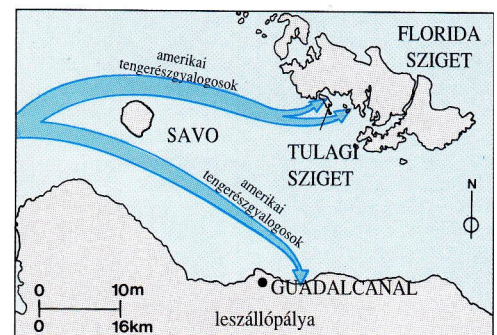 FLORIDA
SZIGET
amerikai
tengerészgyalogosok
SAVO
TULAGI
SZIGET
amerikai
tengerészgyalogosok
N
GUADALCANAL
leszállópálya
0 10m
0 16km